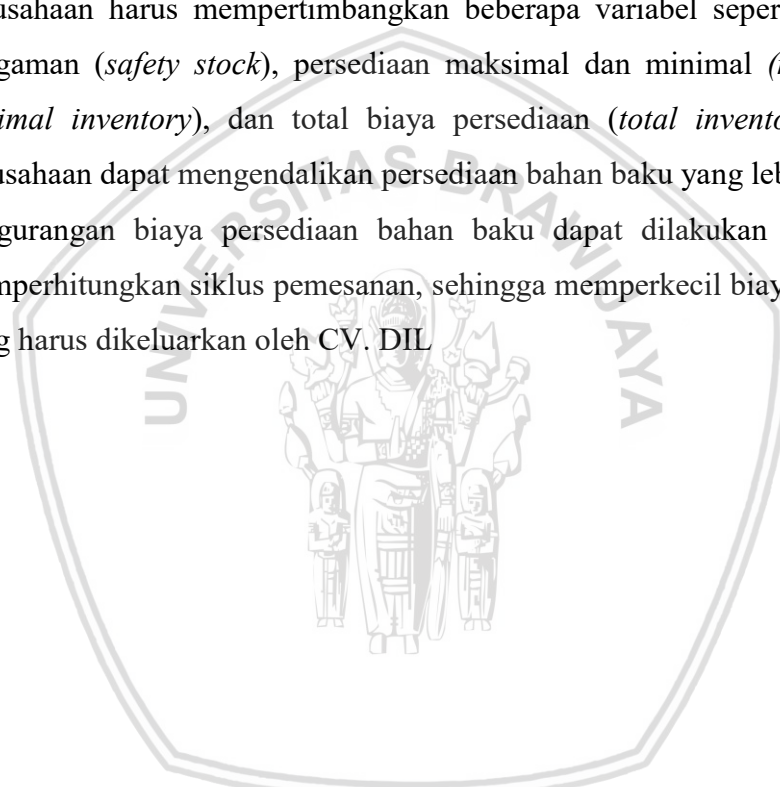 usahaan harus mempertimbangkan beberapa variabel seper
gaman (safety stock), persediaan maksimal dan minimal (
imal inventory), dan total biaya persediaan (total invento
usahaan dapat mengendalikan persediaan bahan baku yang leb
gurangan biaya persediaan bahan baku dapat dilakukan
mperhitungkan siklus pemesanan, sehingga memperkecil biay
g harus dikeluarkan oleh CV. DIL
UNIVERSITAS BRAWIJAYA